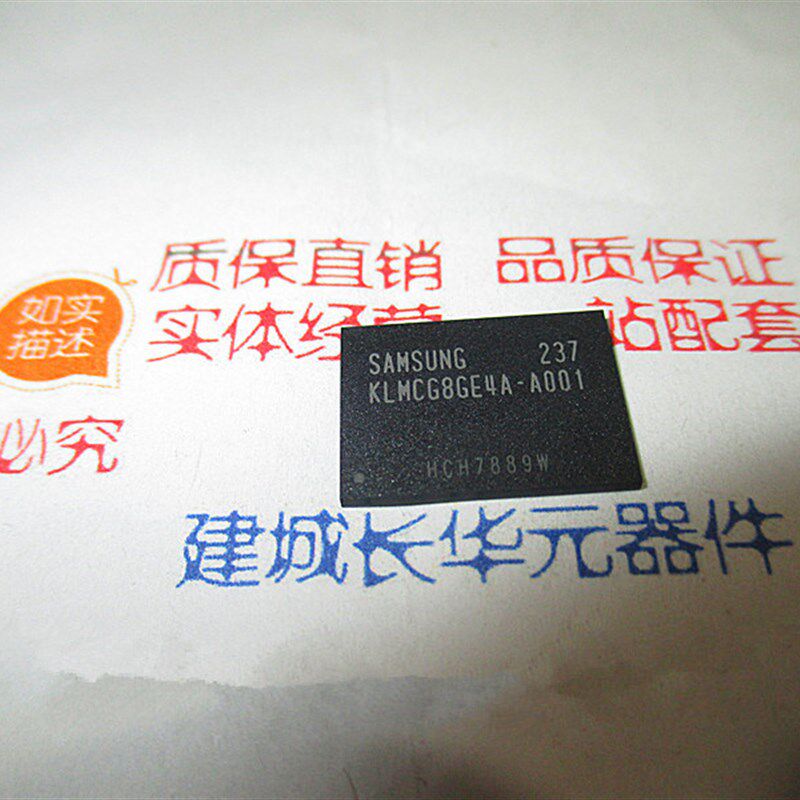 质保直销 品质保证
如实
描述
实体经营 站配套
必究
SAMSUNG 237
KLMCG8GE4A-A001
HCH7889W
建城长华元器件